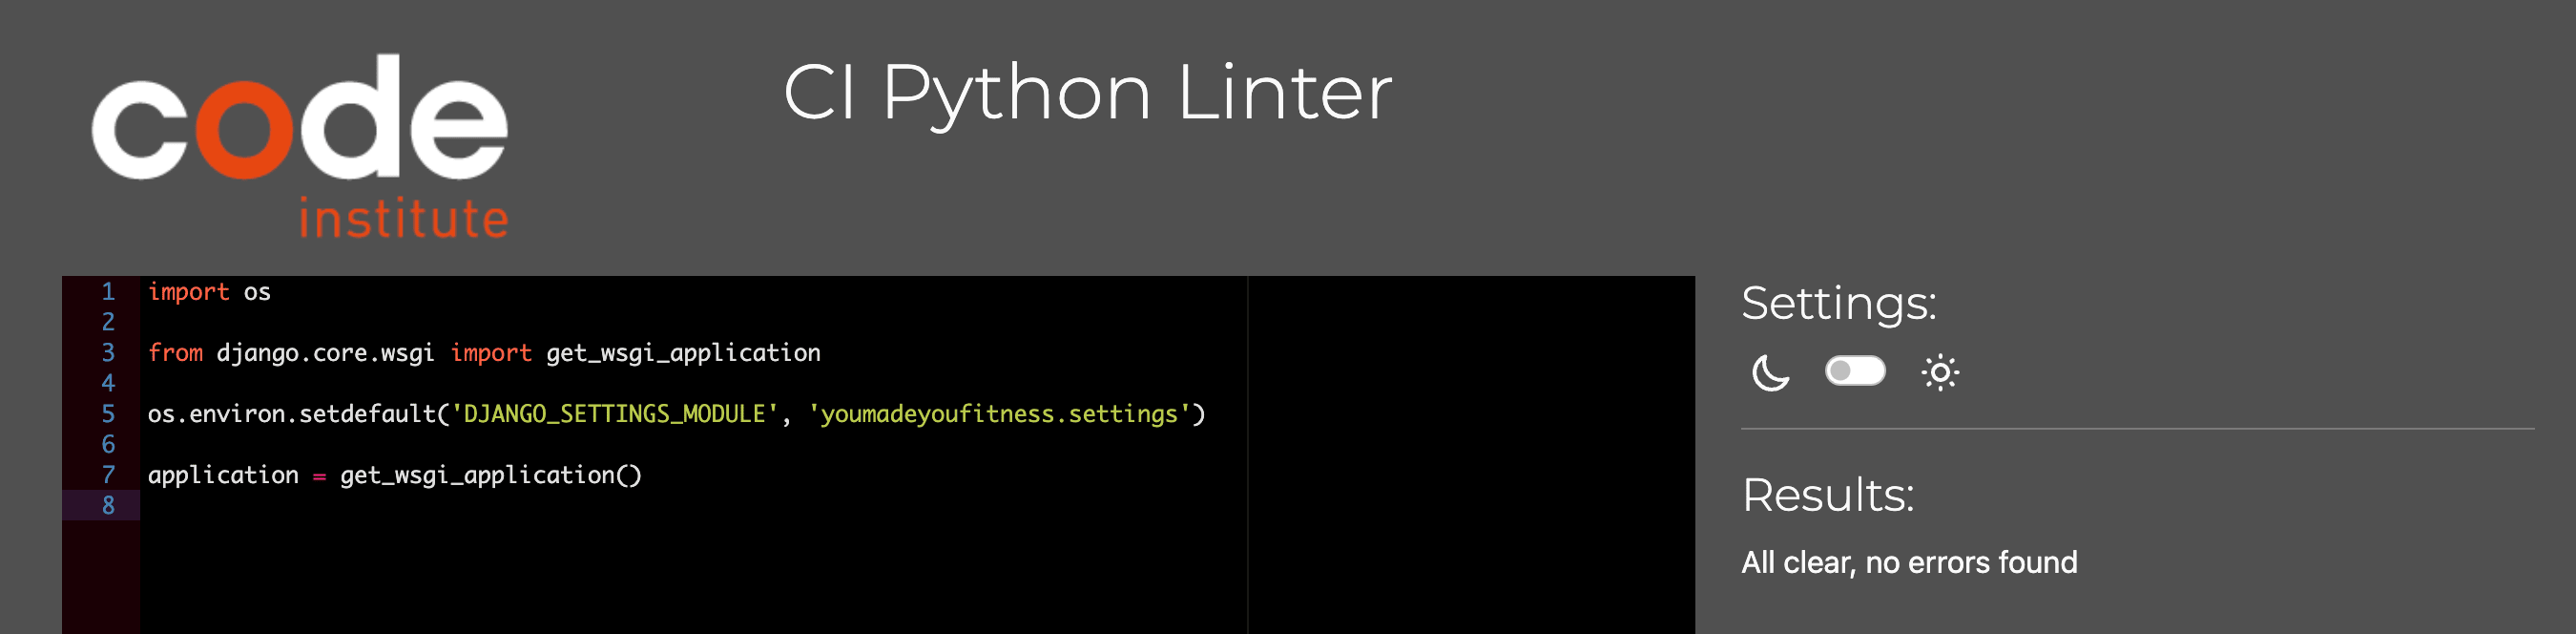 code
institute
CI Python Linter
1 import os
2
3 from django.core.wsgi import get_wsgi_application
4
5 os.environ.setdefault('DJANGO_SETTINGS_MODULE', 'youmadeyoufitness.settings')
6
7 application = get_wsgi_application()
8
Settings:
Results:
All clear, no errors found